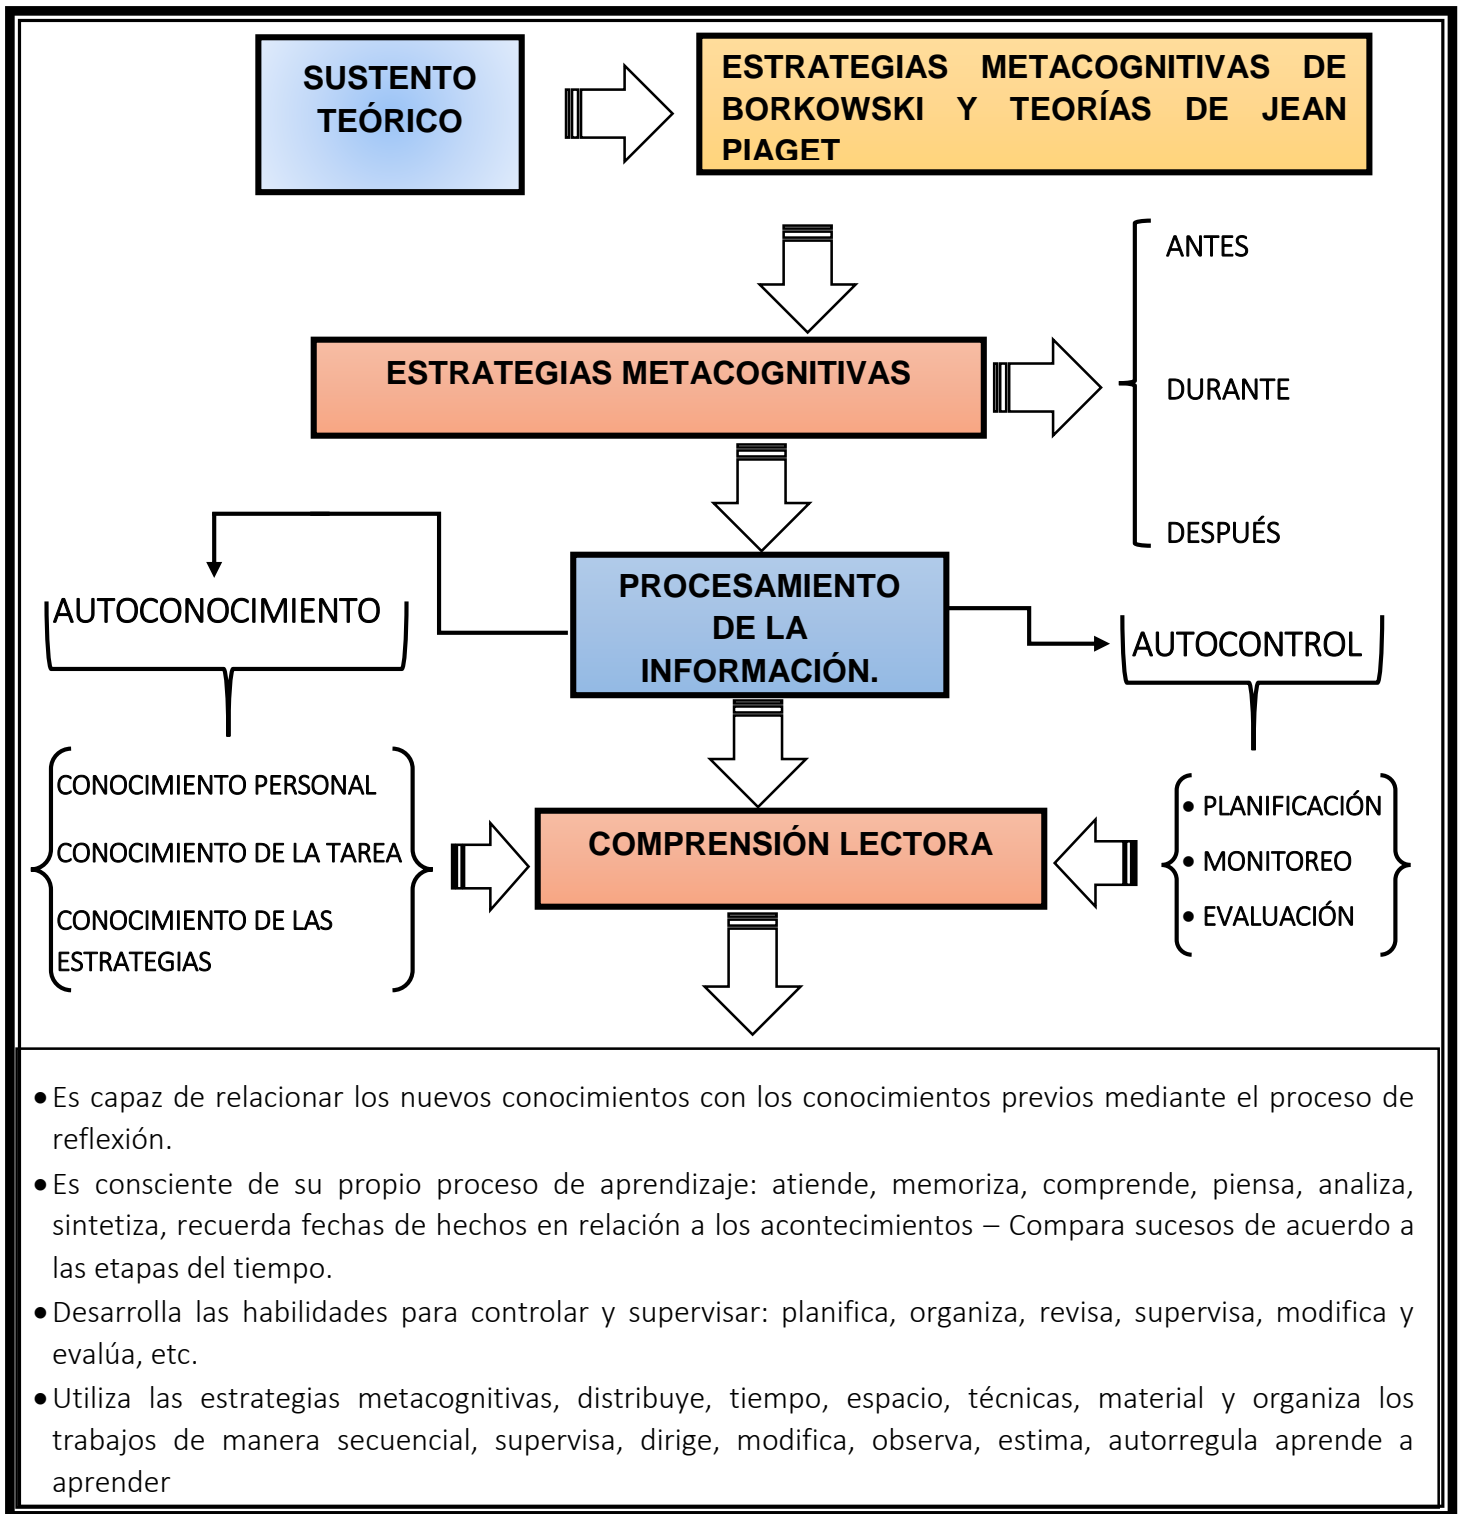 SUSTENTO
TEÓRICO
ESTRATEGIAS METACOGNITIVAS DE
BORKOWSKI Y TEORÍAS DE JEAN
PIAGET
ANTES
ESTRATEGIAS METACOGNITIVAS
DURANTE
DESPUÉS
PROCESAMIENTO
DE LA
INFORMACIÓN.
AUTOCONOCIMIENTO
AUTOCONTROL
CONOCIMIENTO PERSONAL
CONOCIMIENTO DE LA TAREA
CONOCIMIENTO DE LAS
ESTRATEGIAS
COMPRENSIÓN LECTORA
• PLANIFICACIÓN
• MONITOREO
• EVALUACIÓN
• Es capaz de relacionar los nuevos conocimientos con los conocimientos previos mediante el proceso de
reflexión.
• Es consciente de su propio proceso de aprendizaje: atiende, memoriza, comprende, piensa, analiza,
sintetiza, recuerda fechas de hechos en relación a los acontecimientos – Compara sucesos de acuerdo a
las etapas del tiempo.
• Desarrolla las habilidades para controlar y supervisar: planifica, organiza, revisa, supervisa, modifica y
evalúa, etc.
• Utiliza las estrategias metacognitivas, distribuye, tiempo, espacio, técnicas, material y organiza los
trabajos de manera secuencial, supervisa, dirige, modifica, observa, estima, autorregula aprende a
aprender